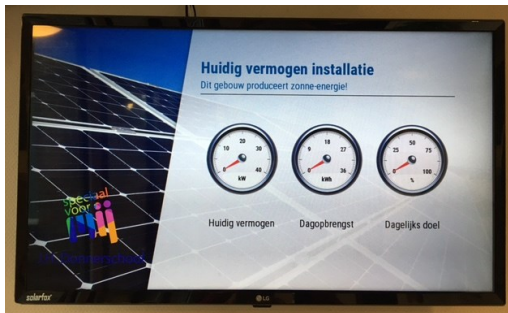 Huidig vermogen installatie
Dit gebouw produceert zonne-energie!
0 10 20 30 40
kW
0 9 18 27 36
kWh
0 25 50 75 100
%
Huidig vermogen
Dagopbrengst
Dagelijks doel
speciaal
voor
mij
solarfox
LG